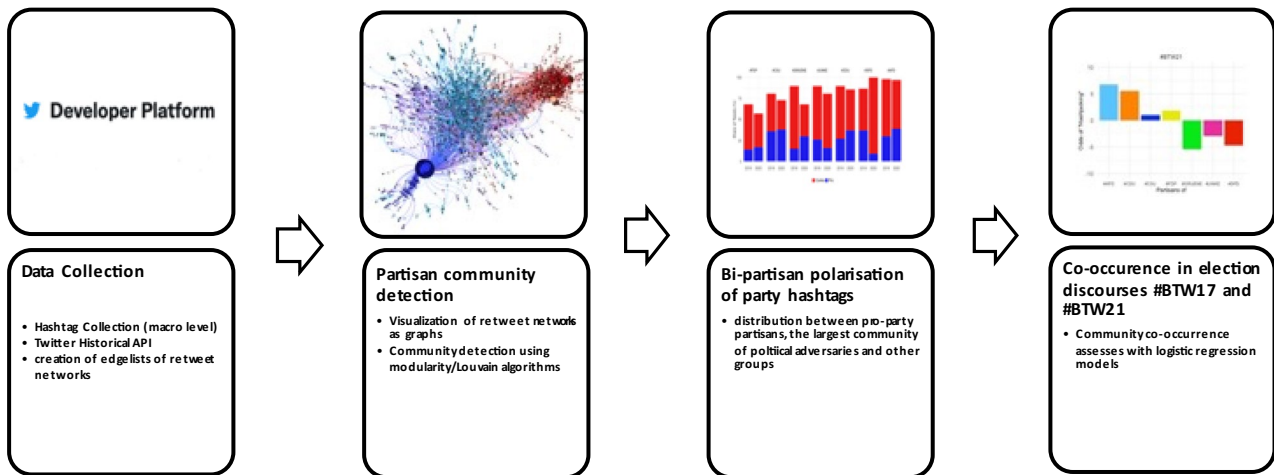 Developer Platform
#BTW21
Partisans of
Data Collection
• Hashtag Collection (macro level)
• Twitter Historical API
• creation of edgelists of retweet
networks
Partisan community
detection
• Visualization of retweet networks
as graphs
• Community detection using
modularity/Louvain algorithms
Bi-partisan polarisation
of party hashtags
• distribution between pro-party
partisans, the largest community
of poltiical adversaries and other
groups
Co-occurence in election
discourses #BTW17 and
#BTW21
• Community co-occurrence
assesses with logistic regression
models